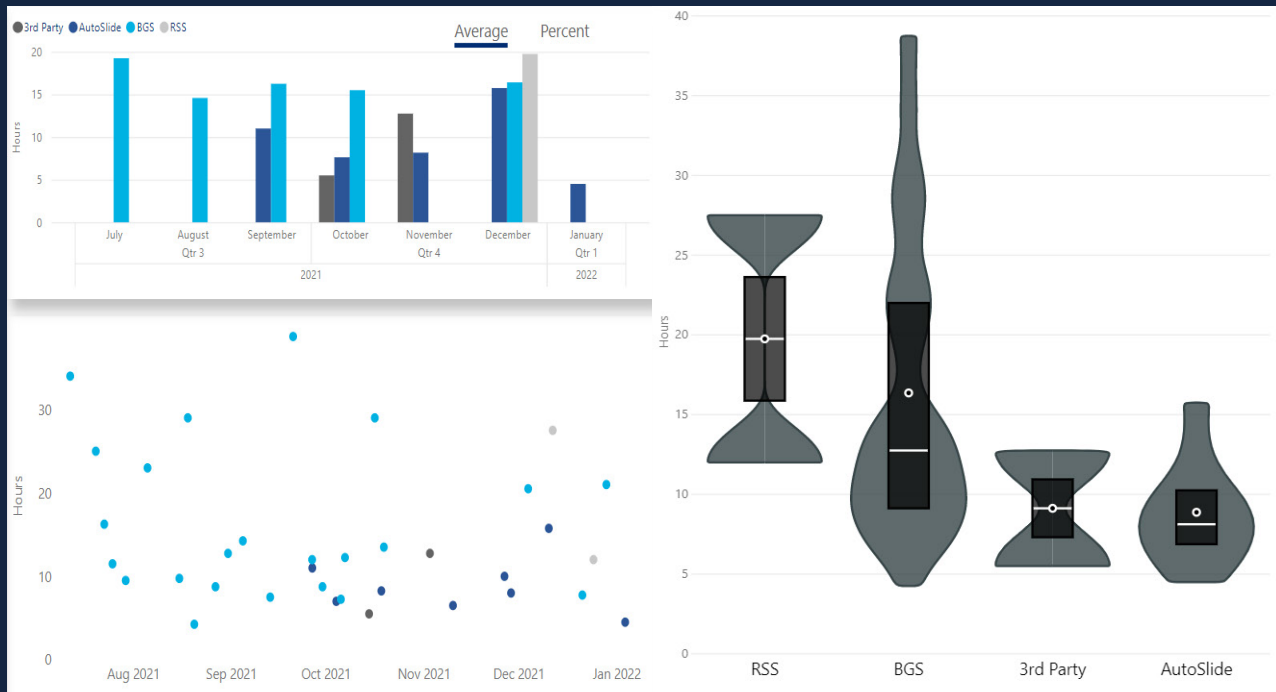 3rd Party AutoSlide BGS RSS
Average Percent
Hours
20
15
10
5
0
July August September October November December January
Qtr 3 Qtr 4 Qtr 1
2021 2022
Hours
30
20
10
0
Aug 2021 Sep 2021 Oct 2021 Nov 2021 Dec 2021 Jan 2022
Hours
40
35
30
25
20
15
10
5
0
RSS BGS 3rd Party AutoSlide